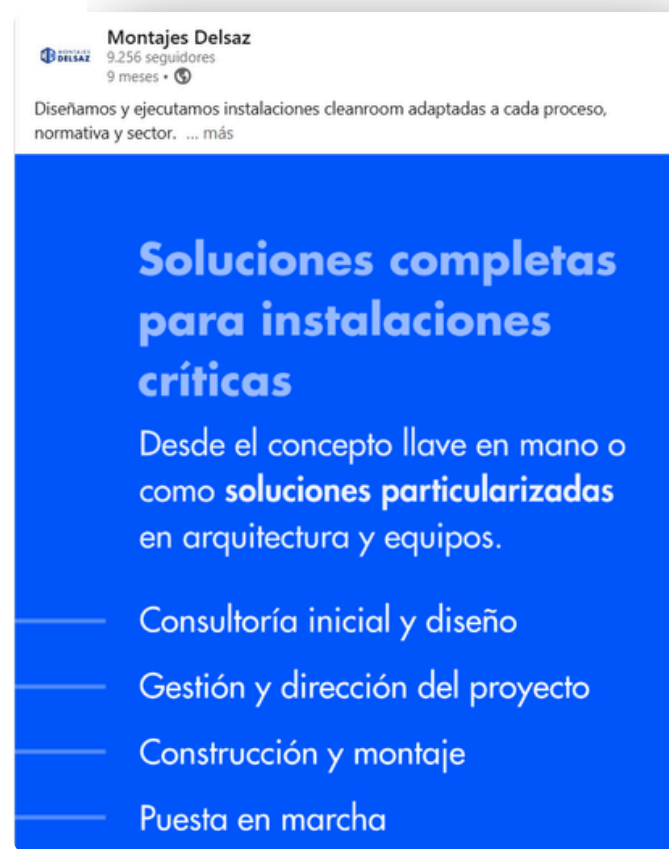 MONTAJES
DELSAZ
Montajes Delsaz
9.256 seguidores
9 meses •
Diseñamos y ejecutamos instalaciones cleanroom adaptadas a cada proceso,
normativa y sector. ... más
Soluciones completas
para instalaciones
críticas
Desde el concepto llave en mano o
como soluciones particularizadas
en arquitectura y equipos.
Consultoría inicial y diseño
Gestión y dirección del proyecto
Construcción y montaje
Puesta en marcha